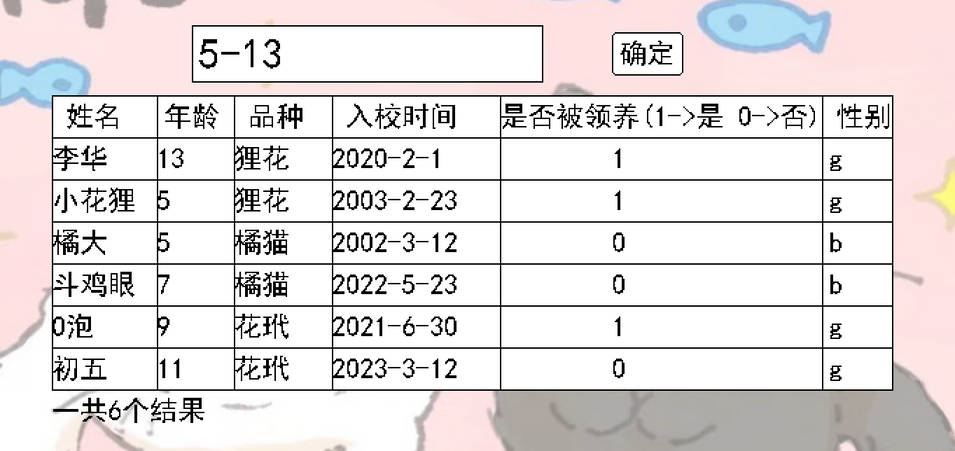 5-13 确定
姓名 年龄 品种 入校时间 是否被领养(1->是 0->否) 性别
李华 13 狸花 2020-2-1 1 g
小花狸 5 狸花 2003-2-23 1 g
橘大 5 橘猫 2002-3-12 0 b
斗鸡眼 7 橘猫 2022-5-23 0 b
0泡 9 花玳 2021-6-30 1 g
初五 11 花玳 2023-3-12 0 g
一共6个结果